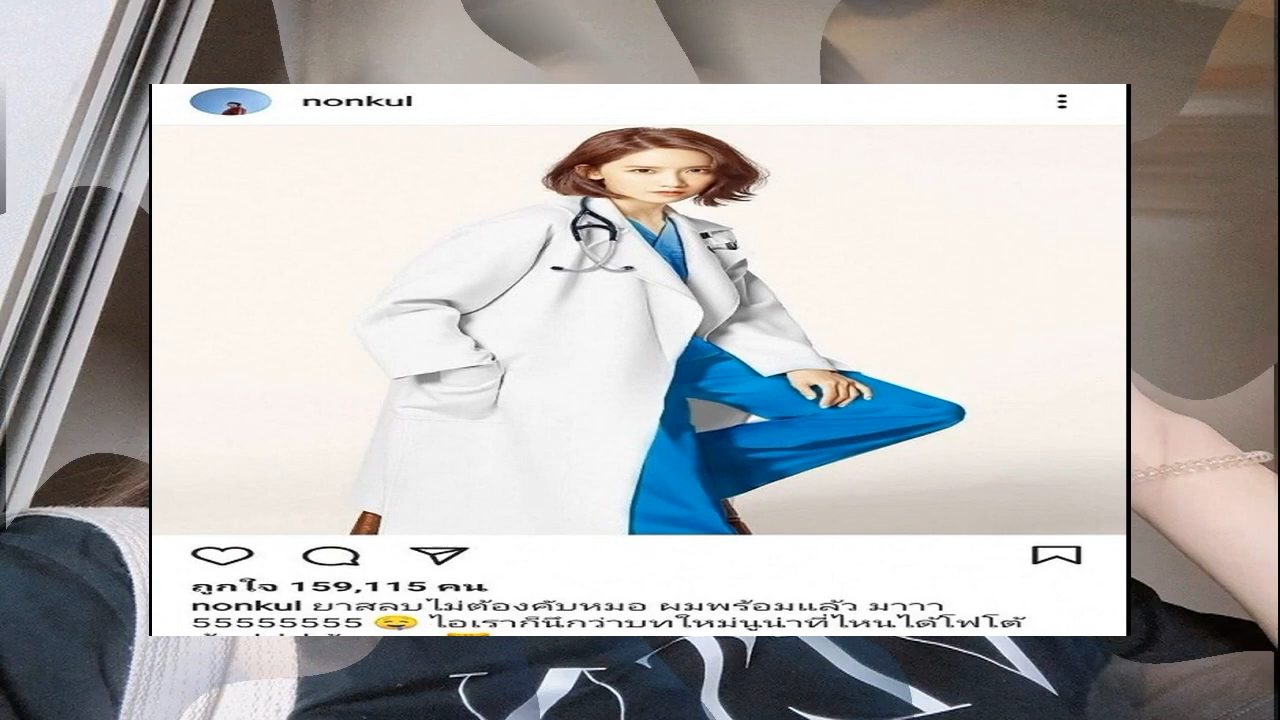 nonkul
ถูกใจ 159,115 คน
nonkul ยาสลบไม่ต้องคับหมอ ผมพร้อมแล้ว มาาา
55555555 😄 ไอเราก็นึกว่าบทใหม่นูน่าที่ไหนได้โฟโต้